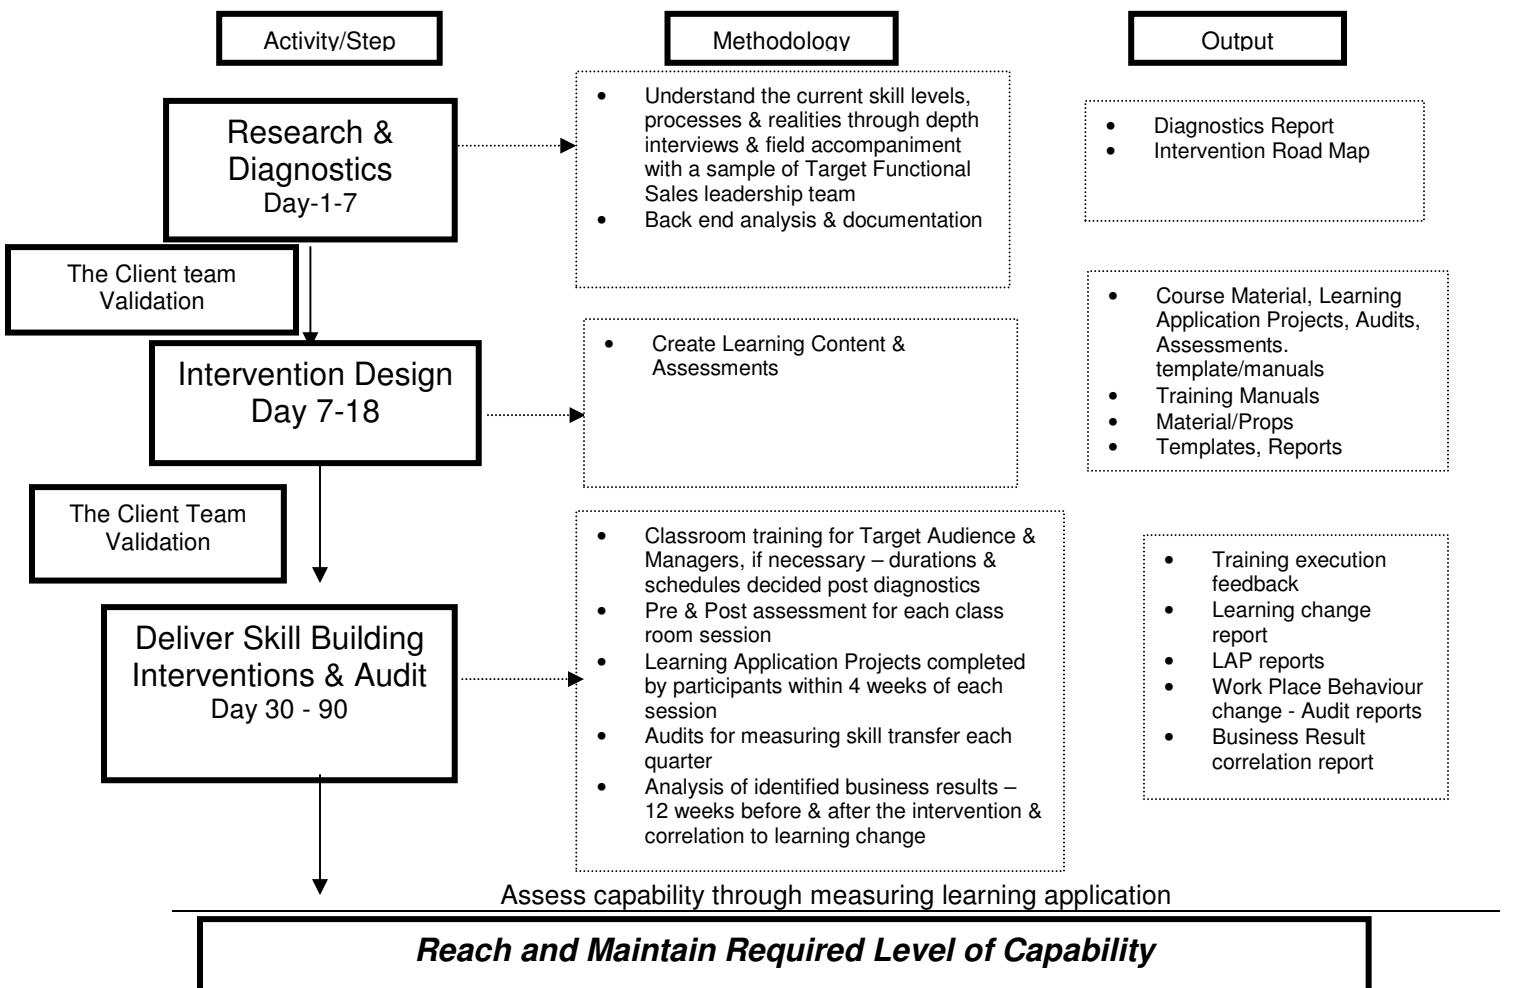 Activity/Step
Methodology
Output
Research &
Diagnostics
Day-1-7
• Understand the current skill levels,
processes & realities through depth
interviews & field accompaniment
with a sample of Target Functional
Sales leadership team
• Back end analysis & documentation
• Diagnostics Report
• Intervention Road Map
The Client team
Validation
Intervention Design
Day 7-18
• Create Learning Content &
Assessments
• Course Material, Learning
Application Projects, Audits,
Assessments.
template/manuals
• Training Manuals
• Material/Props
• Templates, Reports
The Client Team
Validation
Deliver Skill Building
Interventions & Audit
Day 30 - 90
• Classroom training for Target Audience &
Managers, if necessary – durations &
schedules decided post diagnostics
• Pre & Post assessment for each class
room session
• Learning Application Projects completed
by participants within 4 weeks of each
session
• Audits for measuring skill transfer each
quarter
• Analysis of identified business results –
12 weeks before & after the intervention &
correlation to learning change
• Training execution
feedback
• Learning change
report
• LAP reports
• Work Place Behaviour
change - Audit reports
• Business Result
correlation report
Assess capability through measuring learning application
Reach and Maintain Required Level of Capability